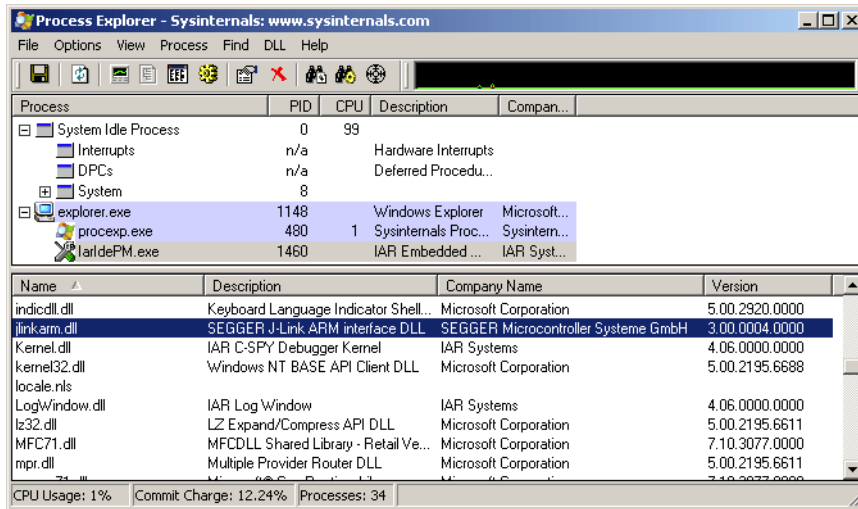 Process Explorer - Sysinternals: www.sysinternals.com
File Options View Process Find DLL Help
Process PID CPU Description Compan...
System Idle Process 0 99
Interrupts n/a Hardware Interrupts
DPCs n/a Deferred Procedu...
System 8
explorer.exe 1148 Windows Explorer Microsoft...
procexp.exe 480 1 Sysinternals Proc... Sysintern...
IarIdePM.exe 1460 IAR Embedded ... IAR Syst...
Name Description Company Name Version
indicdll.dll Keyboard Language Indicator Shell... Microsoft Corporation 5.00.2920.0000
jlinkarm.dll SEGGER J-Link ARM interface DLL SEGGER Microcontroller Systeme GmbH 3.00.0004.0000
Kernel.dll IAR C-SPY Debugger Kernel IAR Systems 4.06.0000.0000
kernel32.dll Windows NT BASE API Client DLL Microsoft Corporation 5.00.2195.6688
locale.nls
LogWindow.dll IAR Log Window IAR Systems 4.06.0000.0000
lz32.dll LZ Expand/Compress API DLL Microsoft Corporation 5.00.2195.6611
MFC71.dll MFCDLL Shared Library - Retail Ve... Microsoft Corporation 7.10.3077.0000
mpr.dll Multiple Provider Router DLL Microsoft Corporation 5.00.2195.6611
CPU Usage: 1% Commit Charge: 12.24% Processes: 34